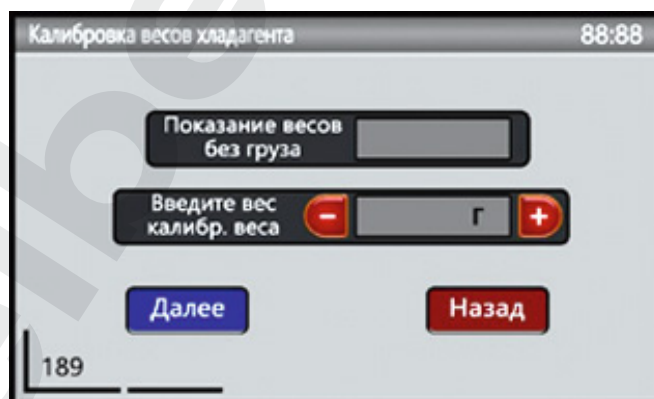 Калибровка весов хладагента 88:88
Показание весов
без груза
Введите вес
калибр. веса - г +
Далее Назад
189